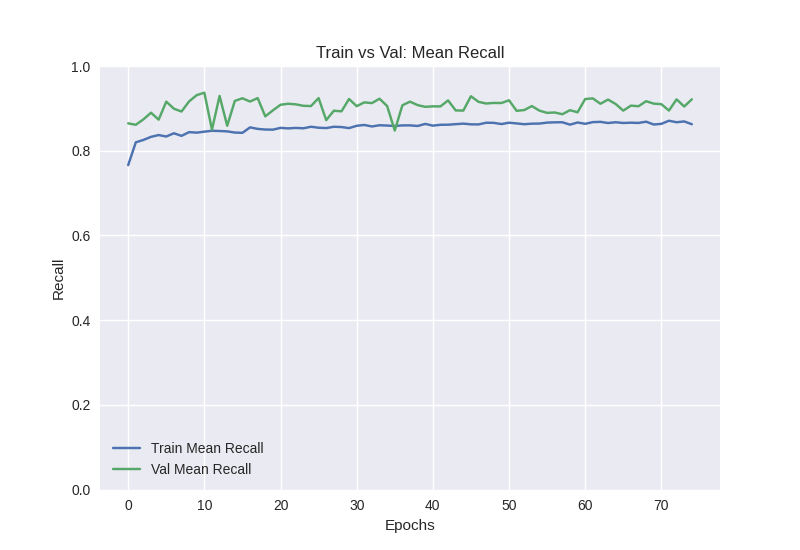 Train vs Val: Mean Recall
1.0
0.8
0.6
0.4
0.2
0.0
Recall
Train Mean Recall
Val Mean Recall
0 10 20 30 40 50 60 70
Epochs